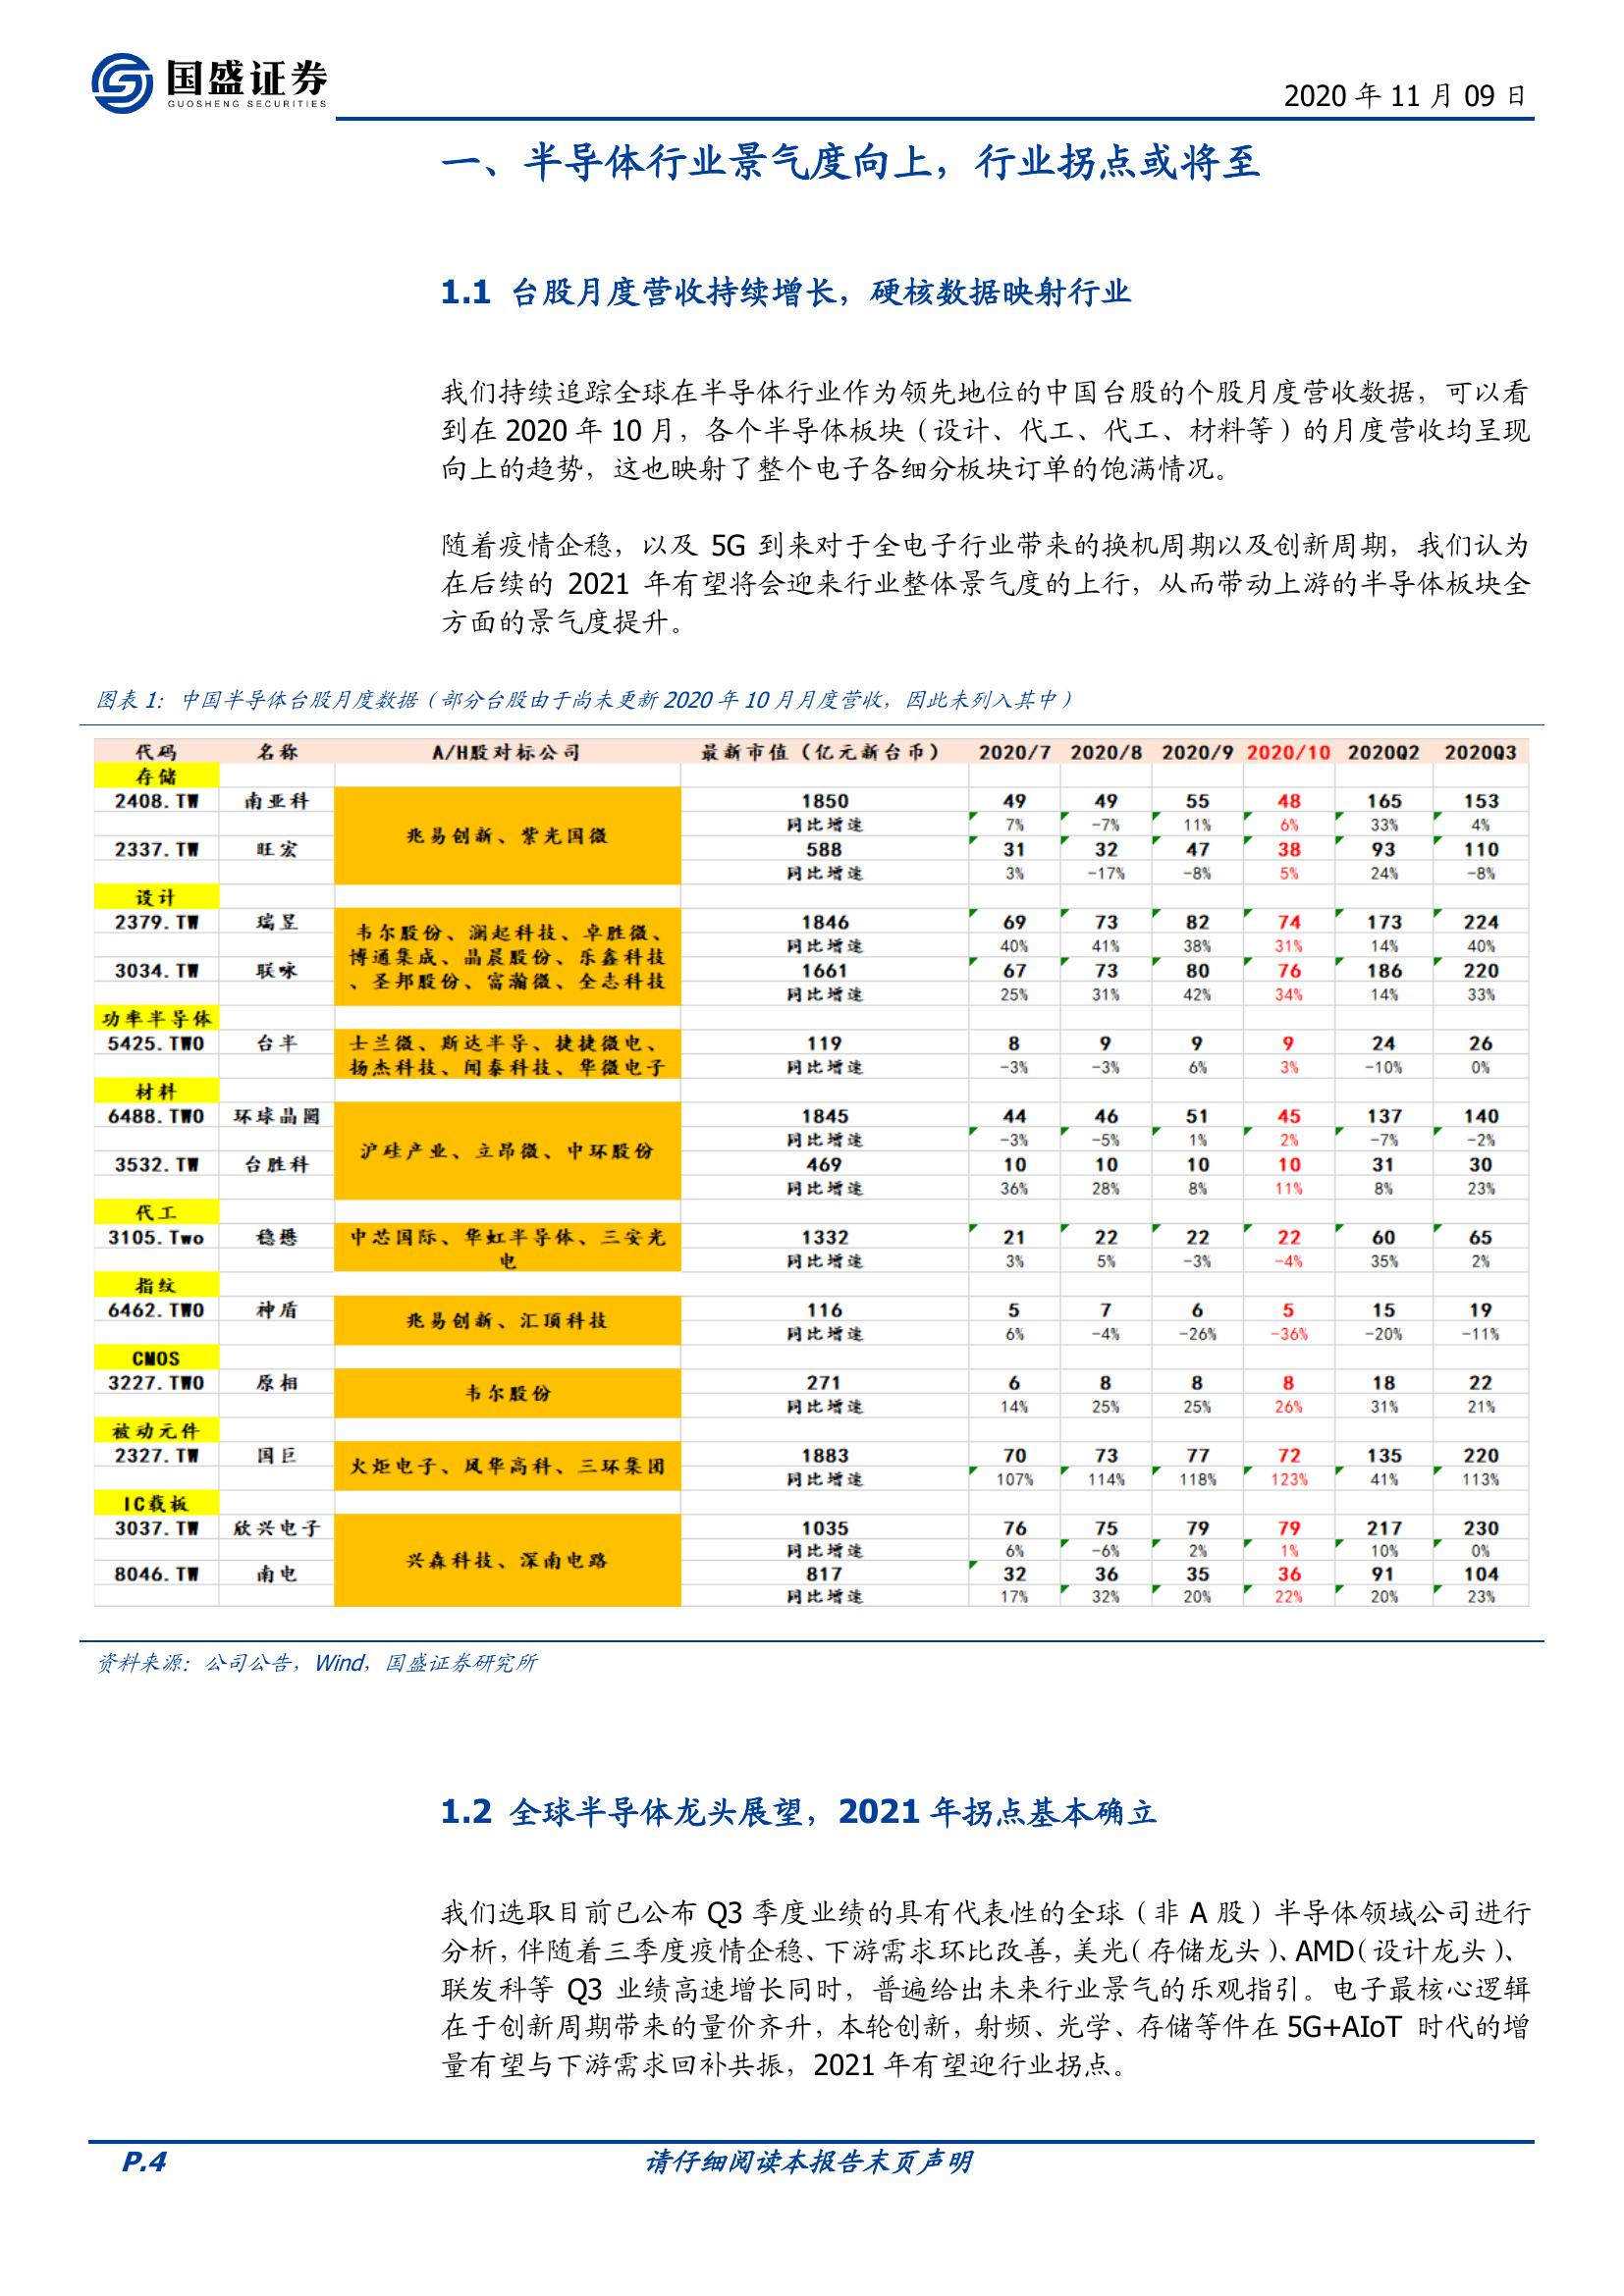 国盛证券
GUOSHENG SECURITIES
2020 年 11 月 09 日
一、半导体行业景气度向上，行业拐点或将至
1.1 台股月度营收持续增长，硬核数据映射行业
我们持续追踪全球在半导体行业作为领先地位的中国台股的个股月度营收数据，可以看
到在 2020 年 10 月，各个半导体板块（设计、代工、代工、材料等）的月度营收均呈现
向上的趋势，这也映射了整个电子各细分板块订单的饱满情况。
随着疫情企稳，以及 5G 到来对于全电子行业带来的换机周期以及创新周期，我们认为
在后续的 2021 年有望将会迎来行业整体景气度的上行，从而带动上游的半导体板块全
方面的景气度提升。
图表 1：中国半导体台股月度数据（部分台股由于尚未更新 2020 年 10 月月度营收，因此未列入其中）
代码 名称 A/H股对标公司 最新市值（亿元新台币） 2020/7 2020/8 2020/9 2020/10 2020Q2 2020Q3
存储
2408.TW 南亚科 1850 49 49 55 48 165 153
同比增速 7% -7% 11% 6% 33% 4%
兆易创新、紫光国微
2337.TW 旺宏 588 31 32 47 38 93 110
同比增速 3% -17% -8% 5% 24% -8%
设计
2379.TW 瑞昱 韦尔股份、澜起科技、卓胜微、 1846 69 73 82 74 173 224
博通集成、晶晨股份、乐鑫科技 同比增速 40% 41% 38% 31% 14% 40%
3034.TW 联咏 、圣邦股份、富瀚微、全志科技 1661 67 73 80 76 186 220
同比增速 25% 31% 42% 34% 14% 33%
功率半导体
5425.TWO 台半 士兰微、斯达半导、捷捷微电、 119 8 9 9 9 24 26
扬杰科技、闻泰科技、华微电子 同比增速 -3% -3% 6% 3% -10% 0%
材料
6488.TWO 环球晶圆 1845 44 46 51 45 137 140
同比增速 -3% -5% 1% 2% -7% -2%
沪硅产业、立昂微、中环股份
3532.TW 台胜科 469 10 10 10 10 31 30
同比增速 36% 28% 8% 11% 8% 23%
代工
3105.Two 稳懋 中芯国际、华虹半导体、三安光 1332 21 22 22 22 60 65
电 同比增速 3% 5% -3% -4% 35% 2%
指纹
6462.TWO 神盾 兆易创新、汇顶科技 116 5 7 6 5 15 19
同比增速 6% -4% -26% -36% -20% -11%
CMOS
3227.TWO 原相 韦尔股份 271 6 8 8 8 18 22
同比增速 14% 25% 25% 26% 31% 21%
被动元件
2327.TW 国巨 火炬电子、风华高科、三环集团 1883 70 73 77 72 135 220
同比增速 107% 114% 118% 123% 41% 113%
IC载板
3037.TW 欣兴电子 1035 76 75 79 79 217 230
同比增速 6% -6% 2% 1% 10% 0%
兴森科技、深南电路
8046.TW 南电 817 32 36 35 36 91 104
同比增速 17% 32% 20% 22% 20% 23%
资料来源：公司公告，Wind，国盛证券研究所
1.2 全球半导体龙头展望，2021 年拐点基本确立
我们选取目前已公布 Q3 季度业绩的具有代表性的全球（非 A 股）半导体领域公司进行
分析，伴随着三季度疫情企稳、下游需求环比改善，美光（存储龙头）、AMD（设计龙头）、
联发科等 Q3 业绩高速增长同时，普遍给出未来行业景气的乐观指引。电子最核心逻辑
在于创新周期带来的量价齐升，本轮创新，射频、光学、存储等件在 5G+AIoT 时代的增
量有望与下游需求回补共振，2021 年有望迎行业拐点。
P.4
请仔细阅读本报告末页声明